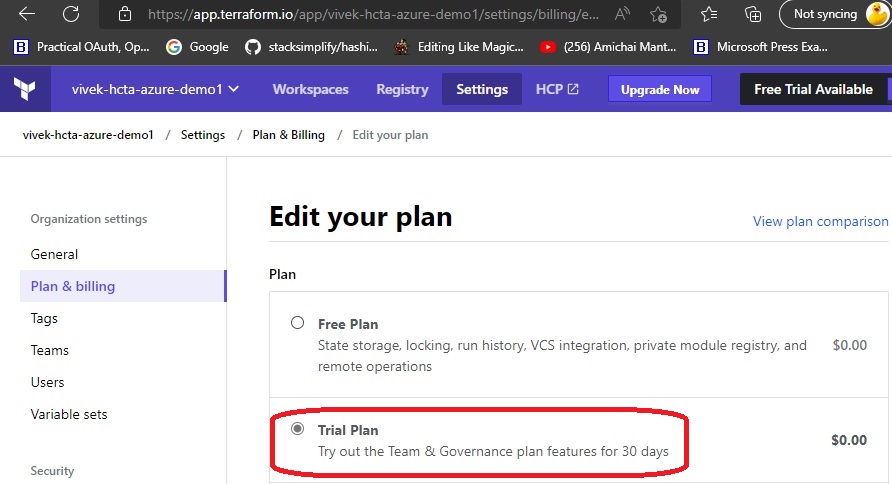 https://app.terraform.io/app/vivek-hcta-azure-demo1/settings/billing/e...
Not syncing
Practical OAuth, Op...
Google
stacksimplify/hashi...
Editing Like Magic...
(256) Amichai Mant...
Microsoft Press Exa...
vivek-hcta-azure-demo1
Workspaces
Registry
Settings
HCP
Upgrade Now
Free Trial Available
vivek-hcta-azure-demo1 / Settings / Plan & Billing / Edit your plan
Organization settings
General
Plan & billing
Tags
Teams
Users
Variable sets
Security
Edit your plan
View plan comparison
Plan
Free Plan
State storage, locking, run history, VCS integration, private module registry, and
remote operations
$0.00
Trial Plan
Try out the Team & Governance plan features for 30 days
$0.00